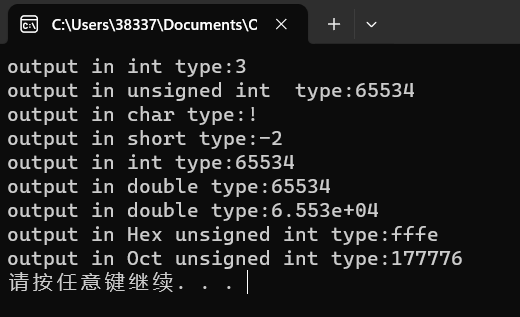 C:\Users\38337\Documents\C
output in int type:3
output in unsigned int  type:65534
output in char type:!
output in short type:-2
output in int type:65534
output in double type:65534
output in double type:6.553e+04
output in Hex unsigned int type:fffe
output in Oct unsigned int type:177776
请按任意键继续. . .